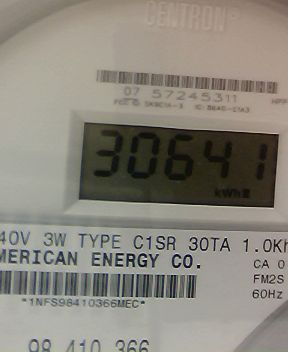 CENTRON®
07 57245311
30641
kWh
40V 3W TYPE C1SR 30TA 1.0Kh
MERICAN ENERGY CO.
CA 0
FM2S
60Hz
*1NFS98410366MEC*
98 410 366